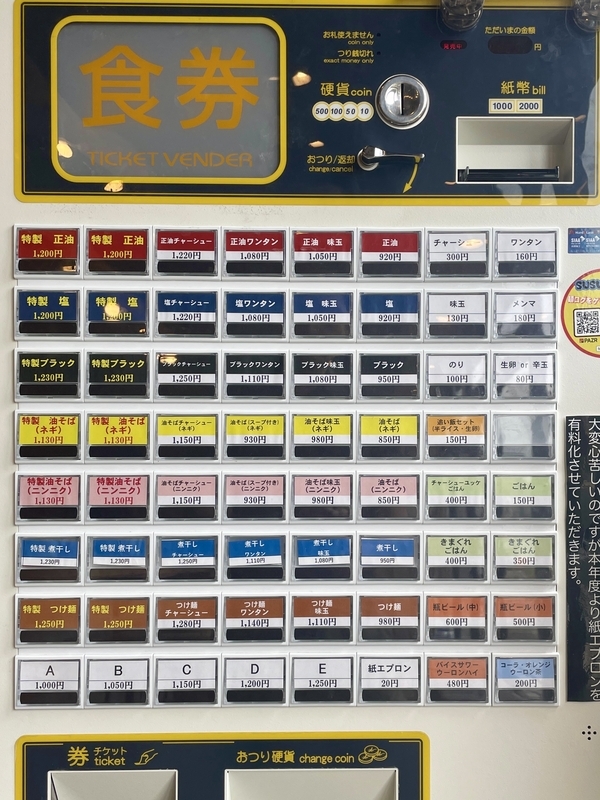 お札使えません
coin only
つり銭切れ
exact money only
ただいまの金額
円
食券
TICKET VENDER
硬貨coin
500 100 50 10
紙幣bill
1000 2000
おつり/返却
change/cancel
特製 正油
1,200円
特製 正油
1,200円
正油チャーシュー
1,220円
正油ワンタン
1,080円
正油 味玉
1,050円
正油
920円
チャーシュー
300円
ワンタン
160円
特製 塩
1,200円
特製 塩
塩チャーシュー
1,220円
塩ワンタン
1,080円
塩 味玉
1,050円
塩
920円
味玉
130円
メンマ
180円
特製ブラック
1,230円
特製ブラック
1,230円
ブラックチャーシュー
1,250円
ブラックワンタン
1,110円
ブラック味玉
1,080円
ブラック
950円
のり
100円
生卵 or 辛玉
80円
特製 油そば
(ネギ)
1,130円
特製 油そば
(ネギ)
1,130円
油そばチャーシュー
(ネギ)
1,150円
油そば(スープ付き)
(ネギ)
930円
油そば味玉
(ネギ)
980円
油そば
(ネギ)
850円
追い飯セット
(半ライス・生卵)
150円
特製油そば
(ニンニク)
1,130円
特製油そば
(ニンニク)
1,130円
油そばチャーシュー
(ニンニク)
1,150円
油そば(スープ付き)
(ニンニク)
930円
油そば味玉
(ニンニク)
980円
油そば
(ニンニク)
850円
チャーシューユッケ
ごはん
400円
ごはん
150円
特製 煮干し
1,230円
特製 煮干し
1,230円
煮干し
チャーシュー
1,250円
煮干し
ワンタン
1,110円
煮干し
味玉
1,080円
煮干し
950円
きまぐれ
ごはん
400円
きまぐれ
ごはん
350円
特製 つけ麺
1,250円
特製 つけ麺
1,250円
つけ麺
チャーシュー
1,280円
つけ麺
ワンタン
1,140円
つけ麺
味玉
1,110円
つけ麺
980円
瓶ビール(中)
600円
瓶ビール(小)
500円
A
1,000円
B
1,050円
C
1,150円
D
1,200円
E
1,250円
紙エプロン
20円
バイスサワー
ウーロンハイ
480円
コーラ・オレンジ
ウーロン茶
200円
大変心苦しいのですが本年度より紙エプロンを
有料化させていただきます。
券 チケット
ticket
おつり硬貨 change coin